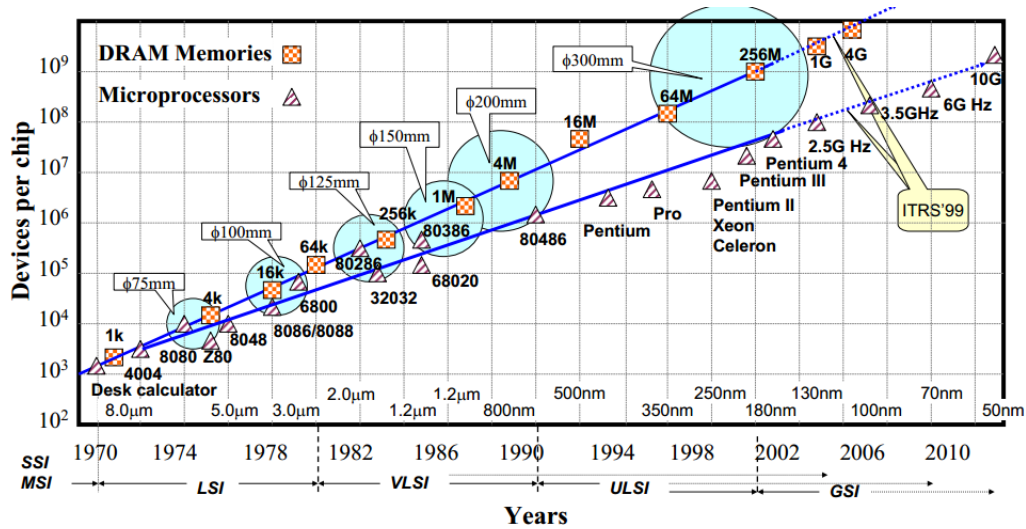 DRAM Memories
Microprocessors
Devices per chip
10⁹
10⁸
10⁷
10⁶
10⁵
10⁴
10³
10²
ϕ300mm
ϕ200mm
ϕ150mm
ϕ125mm
ϕ100mm
ϕ75mm
1k
4k
16k
64k
256k
1M
4M
16M
64M
256M
1G
4G
Desk calculator
4004
8080
Z80
8048
8086/8088
6800
80286
32032
80386
68020
80486
Pentium
Pro
Pentium II
Xeon
Celeron
Pentium III
Pentium 4
2.5G Hz
3.5GHz
6G Hz
10G
ITRS'99
8.0μm
5.0μm
3.0μm
2.0μm
1.2μm
1.2μm
800nm
500nm
350nm
250nm
180nm
130nm
100nm
70nm
50nm
1970 1974 1978 1982 1986 1990 1994 1998 2002 2006 2010
SSI
MSI
LSI
VLSI
ULSI
GSI
Years